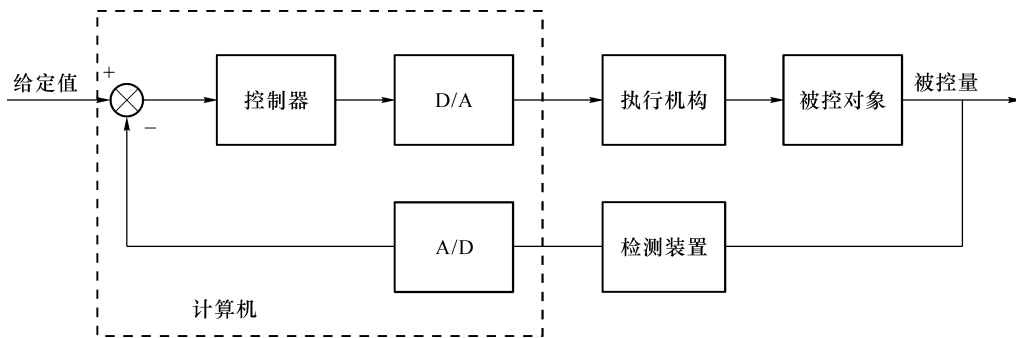 给定值
+
−
控制器
D/A
执行机构
被控对象
被控量
A/D
检测装置
计算机